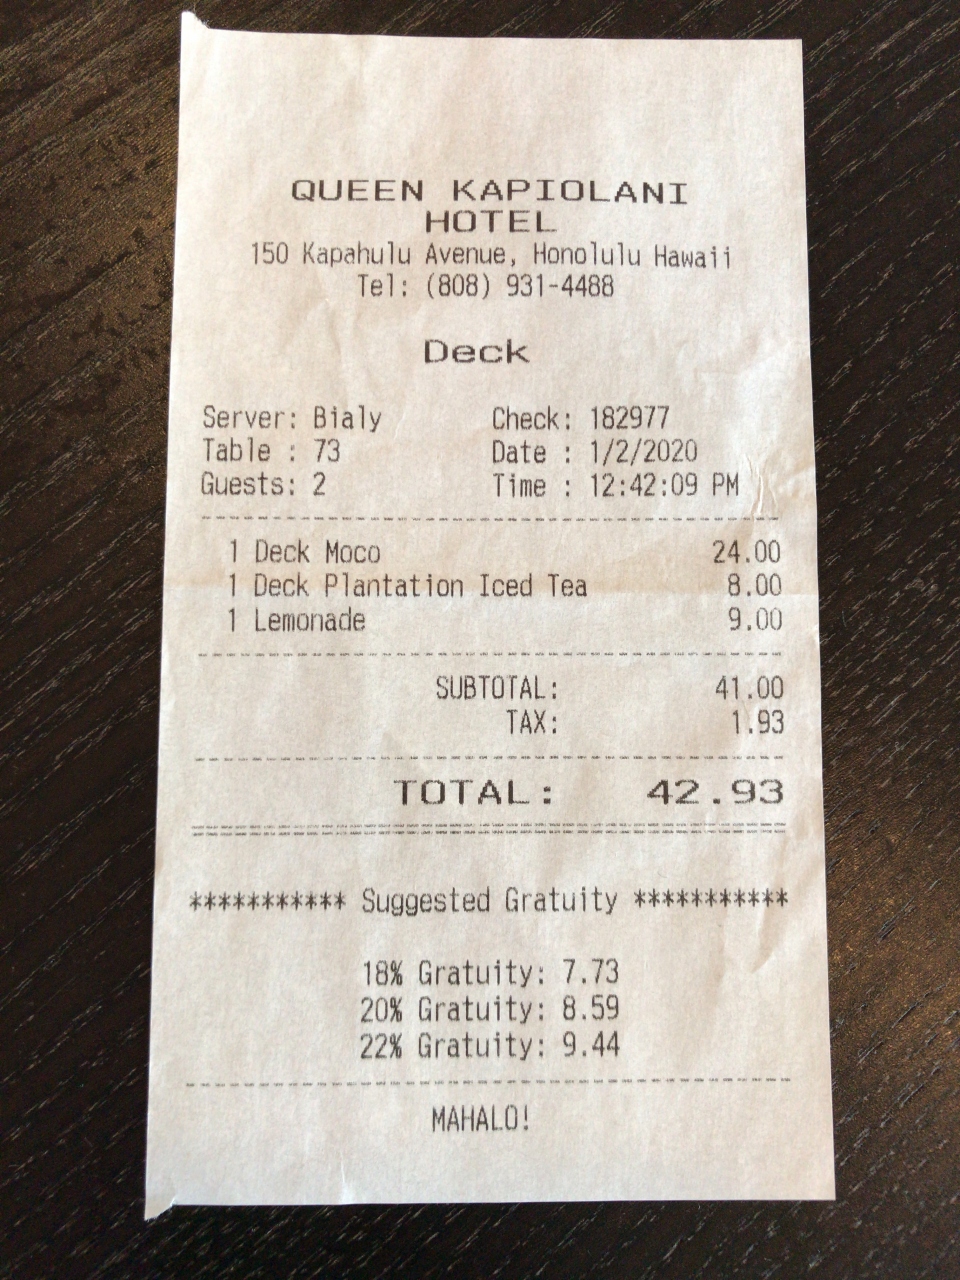 QUEEN KAPIOLANI
HOTEL
150 Kapahulu Avenue, Honolulu Hawaii
Tel: (808) 931-4488
Deck
Server: Bialy Check: 182977
Table : 73 Date : 1/2/2020
Guests: 2 Time : 12:42:09 PM
1 Deck Moco 24.00
1 Deck Plantation Iced Tea 8.00
1 Lemonade 9.00
SUBTOTAL: 41.00
TAX: 1.93
TOTAL: 42.93
*********** Suggested Gratuity ***********
18% Gratuity: 7.73
20% Gratuity: 8.59
22% Gratuity: 9.44
MAHALO!